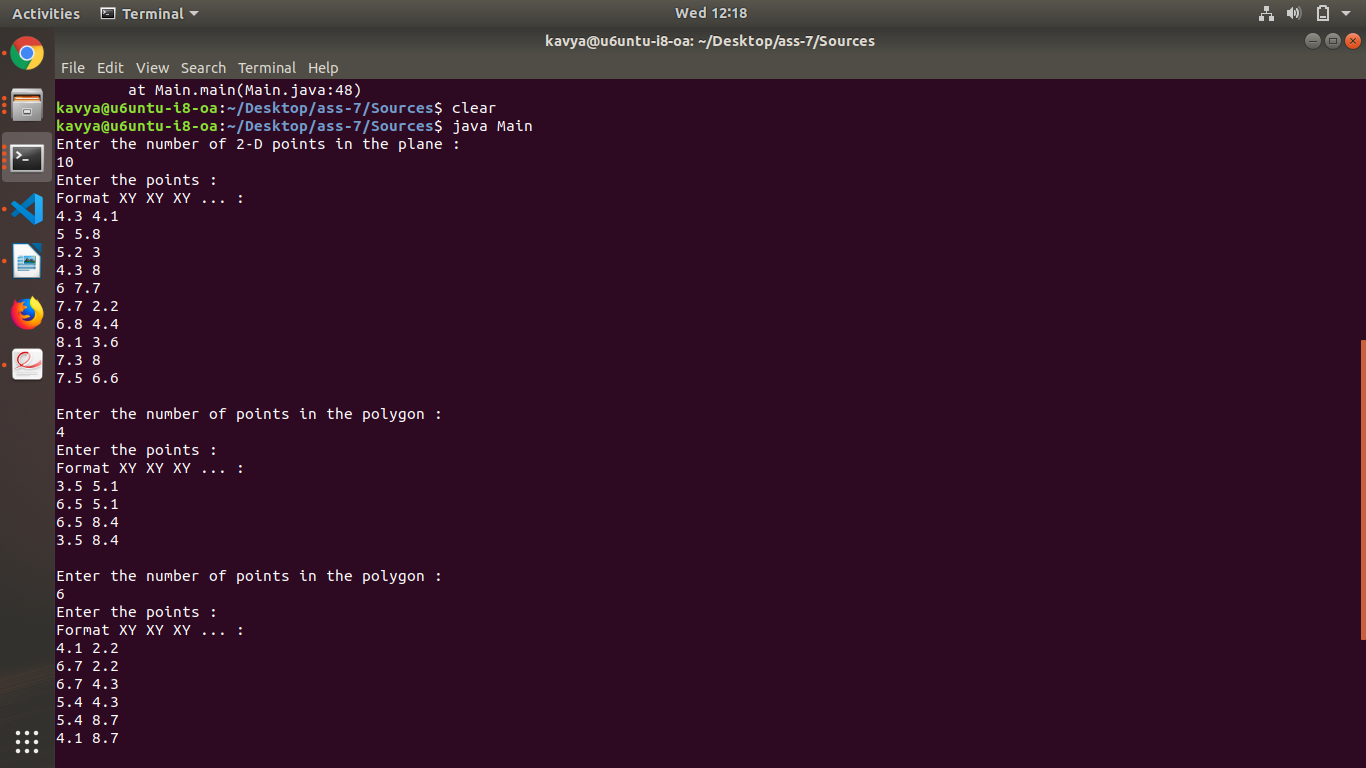 Activities Terminal Wed 12:18
kavya@u6untu-i8-oa: ~/Desktop/ass-7/Sources
File Edit View Search Terminal Help
        at Main.main(Main.java:48)
kavya@u6untu-i8-oa:~/Desktop/ass-7/Sources$ clear
kavya@u6untu-i8-oa:~/Desktop/ass-7/Sources$ java Main
Enter the number of 2-D points in the plane :
10
Enter the points :
Format XY XY XY ... :
4.3 4.1
5 5.8
5.2 3
4.3 8
6 7.7
7.7 2.2
6.8 4.4
8.1 3.6
7.3 8
7.5 6.6

Enter the number of points in the polygon :
4
Enter the points :
Format XY XY XY ... :
3.5 5.1
6.5 5.1
6.5 8.4
3.5 8.4

Enter the number of points in the polygon :
6
Enter the points :
Format XY XY XY ... :
4.1 2.2
6.7 2.2
6.7 4.3
5.4 4.3
5.4 8.7
4.1 8.7